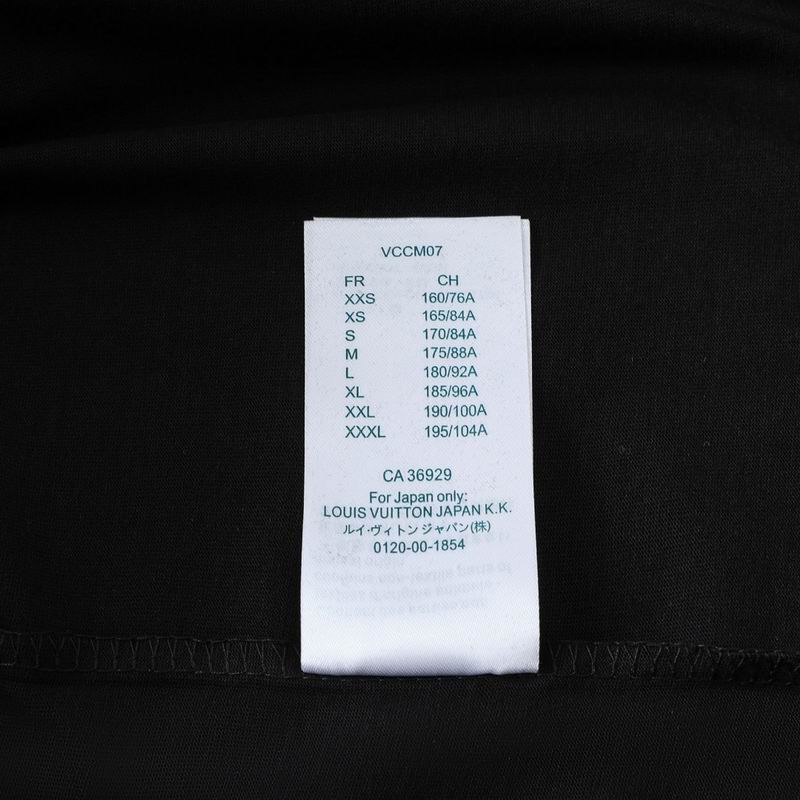 VCCM07
FR CH
XXS 160/76A
XS 165/84A
S 170/84A
M 175/88A
L 180/92A
XL 185/96A
XXL 190/100A
XXXL 195/104A
CA 36929
For Japan only:
LOUIS VUITTON JAPAN K.K.
ルイ･ヴィトン ジャパン(株)
0120-00-1854